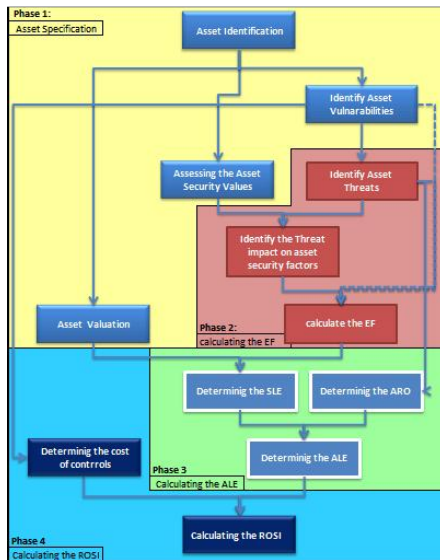 Phase 1:
Asset Specification
Asset Identification
Identify Asset
Vulnarabilities
Assessing the Asset
Security Values
Identify Asset
Threats
Identify the Threat
impact on asset
security factors
Asset Valuation
calculate the EF
Phase 2:
calculating the EF
Determinig the SLE
Determinig the ARO
Determinig the cost
of contrrols
Determinig the ALE
Phase 3
Calculating the ALE
Calculating the ROSI
Phase 4
Calculating the ROSI